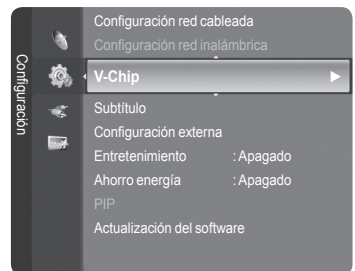 Configuración
Configuración red cableada
Configuración red inalámbrica
V-Chip
Subtítulo
Configuración externa
Entretenimiento : Apagado
Ahorro energía : Apagado
PIP
Actualización del software